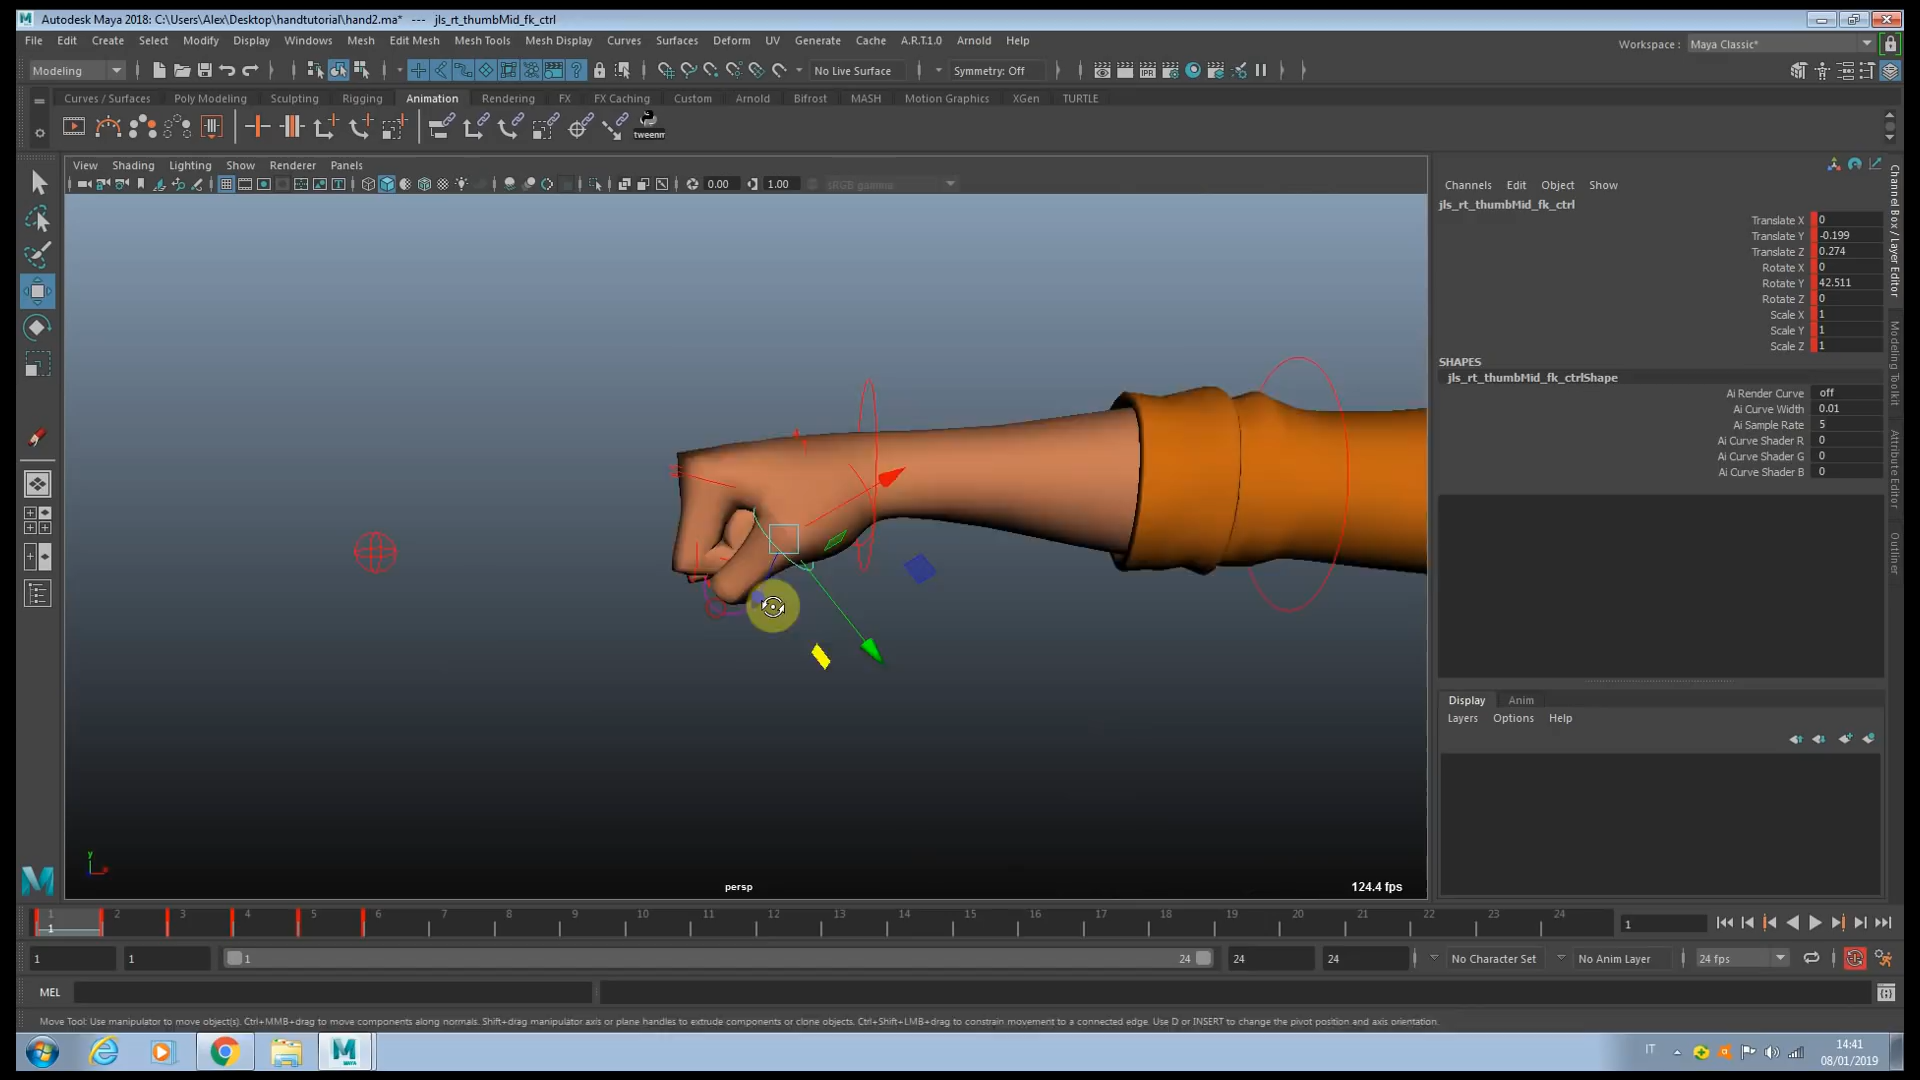 Autodesk Maya 2018: C:\Users\Alex\Desktop\handtutorial\hand2.ma* --- jls_rt_thumbMid_fk_ctrl
File Edit Create Select Modify Display Windows Mesh Edit Mesh Mesh Tools Mesh Display Curves Surfaces Deform UV Generate Cache A.R.T.1.0 Arnold Help
Workspace : Maya Classic*
Modeling
No Live Surface
Symmetry: Off
Curves / Surfaces Poly Modeling Sculpting Rigging Animation Rendering FX FX Caching Custom Arnold Bifrost MASH Motion Graphics XGen TURTLE
tweenm
View Shading Lighting Show Renderer Panels
0.00 1.00 sRGB gamma
Channels Edit Object Show
jls_rt_thumbMid_fk_ctrl
Translate X 0
Translate Y -0.199
Translate Z 0.274
Rotate X 0
Rotate Y 42.511
Rotate Z 0
Scale X 1
Scale Y 1
Scale Z 1
SHAPES
jls_rt_thumbMid_fk_ctrlShape
Ai Render Curve off
Ai Curve Width 0.01
Ai Sample Rate 5
Ai Curve Shader R 0
Ai Curve Shader G 0
Ai Curve Shader B 0
Channel Box / Layer Editor
Modeling Toolkit
Attribute Editor
Outliner
Display Anim
Layers Options Help
y
persp
124.4 fps
1 2 3 4 5 6 7 8 9 10 11 12 13 14 15 16 17 18 19 20 21 22 23 24
1
1
1 1 1 24 24 24 No Character Set No Anim Layer 24 fps
MEL
Move Tool: Use manipulator to move object(s). Ctrl+MMB+drag to move components along normals. Shift+drag manipulator axis or plane handles to extrude components or clone objects. Ctrl+Shift+LMB+drag to constrain movement to a connected edge. Use D or INSERT to change the pivot position and axis orientation.
IT
14:41
08/01/2019